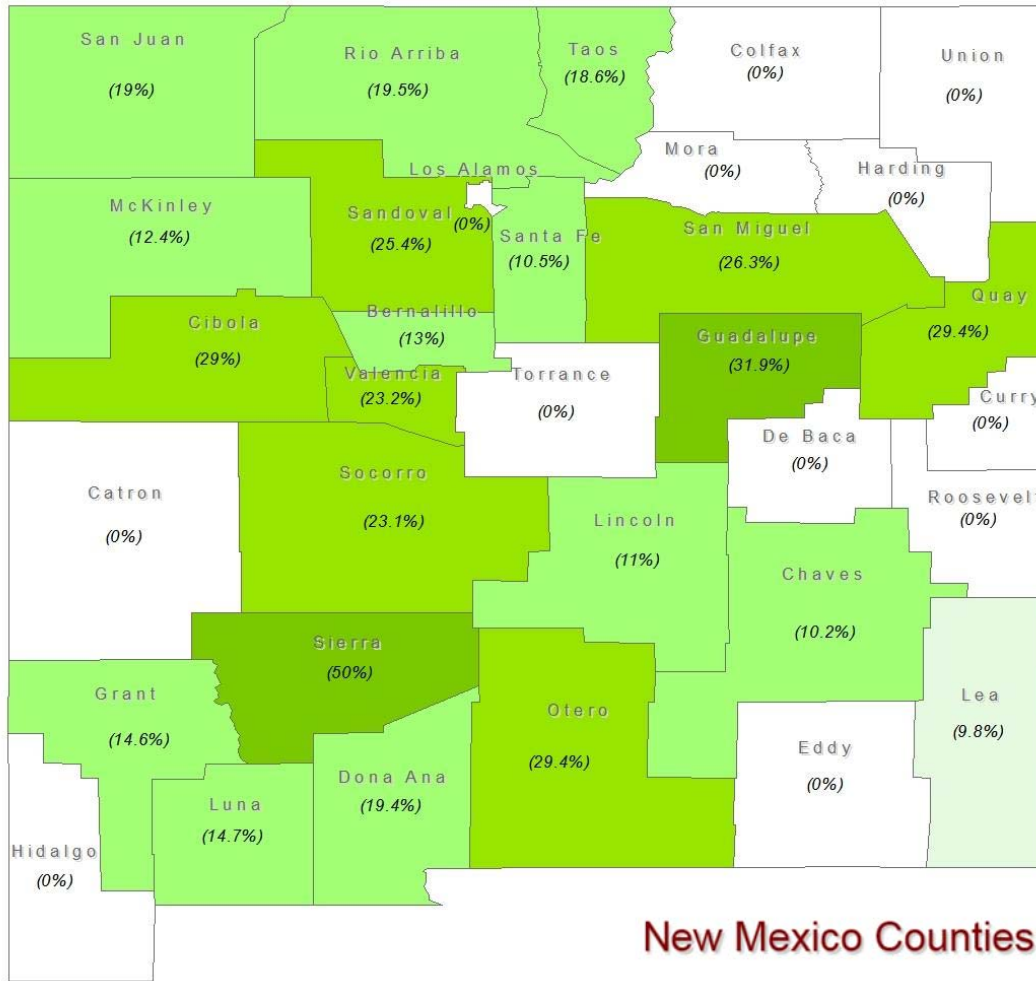 San Juan
(19%)
Rio Arriba
(19.5%)
Taos
(18.6%)
Colfax
(0%)
Union
(0%)
Mora
(0%)
Harding
(0%)
Los Alamos
(0%)
McKinley
(12.4%)
Sandoval
(25.4%)
Santa Fe
(10.5%)
San Miguel
(26.3%)
Quay
(29.4%)
Cibola
(29%)
Bernalillo
(13%)
Guadalupe
(31.9%)
Valencia
(23.2%)
Torrance
(0%)
Curry
(0%)
De Baca
(0%)
Catron
(0%)
Socorro
(23.1%)
Roosevelt
(0%)
Lincoln
(11%)
Chaves
(10.2%)
Sierra
(50%)
Grant
(14.6%)
Otero
(29.4%)
Lea
(9.8%)
Eddy
(0%)
Dona Ana
(19.4%)
Luna
(14.7%)
Hidalgo
(0%)
New Mexico Counties